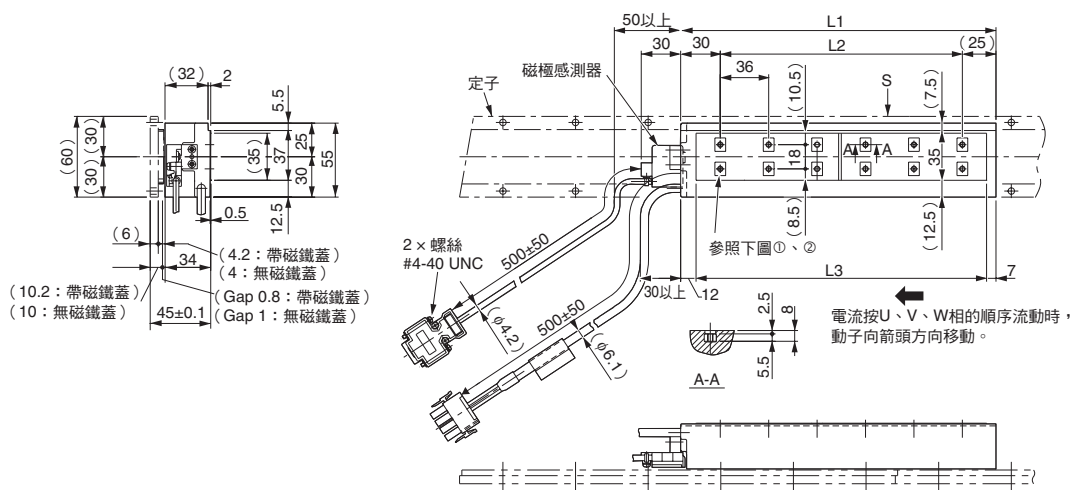 50以上
L1
30
30
L2
(25)
(32)
2
磁極感測器
36
(10.5)
S
(7.5)
定子
5.5
(60)
(30)
(30)
(35)
37
25
30
55
12.5
0.5
18
A
A
35
(8.5)
(12.5)
(6)
34
(4.2：帶磁鐵蓋)
(4：無磁鐵蓋)
(10.2：帶磁鐵蓋)
(10：無磁鐵蓋)
45±0.1
(Gap 0.8：帶磁鐵蓋)
(Gap 1：無磁鐵蓋)
2 × 螺絲
#4-40 UNC
500±50
(φ4.2)
500±50
(φ6.1)
參照下圖①、②
30以上
12
L3
7
2.5
8
5.5
A-A
電流按U、V、W相的順序流動時，
動子向箭頭方向移動。